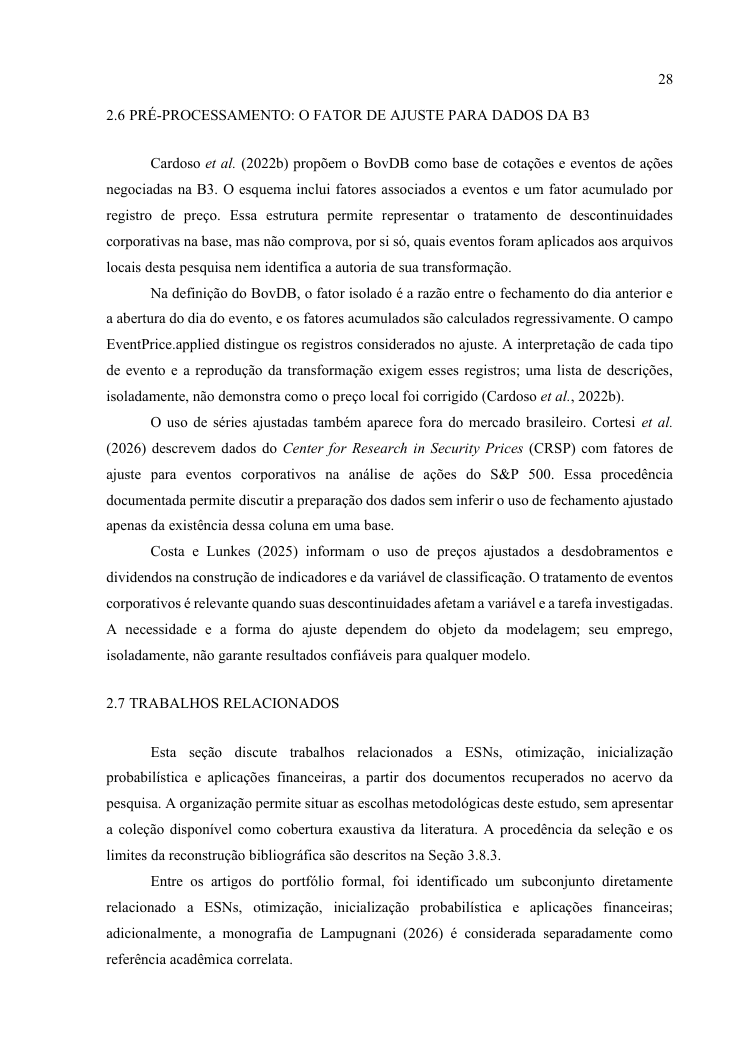 28
2.6 PRÉ-PROCESSAMENTO: O FATOR DE AJUSTE PARA DADOS DA B3
Cardoso et al. (2022b) propõem o BovDB como base de cotações e eventos de ações
negociadas na B3. O esquema inclui fatores associados a eventos e um fator acumulado por
registro de preço. Essa estrutura permite representar o tratamento de descontinuidades
corporativas na base, mas não comprova, por si só, quais eventos foram aplicados aos arquivos
locais desta pesquisa nem identifica a autoria de sua transformação.
Na definição do BovDB, o fator isolado é a razão entre o fechamento do dia anterior e
a abertura do dia do evento, e os fatores acumulados são calculados regressivamente. O campo
EventPrice.applied distingue os registros considerados no ajuste. A interpretação de cada tipo
de evento e a reprodução da transformação exigem esses registros; uma lista de descrições,
isoladamente, não demonstra como o preço local foi corrigido (Cardoso et al., 2022b).
O uso de séries ajustadas também aparece fora do mercado brasileiro. Cortesi et al.
(2026) descrevem dados do Center for Research in Security Prices (CRSP) com fatores de
ajuste para eventos corporativos na análise de ações do S&P 500. Essa procedência
documentada permite discutir a preparação dos dados sem inferir o uso de fechamento ajustado
apenas da existência dessa coluna em uma base.
Costa e Lunkes (2025) informam o uso de preços ajustados a desdobramentos e
dividendos na construção de indicadores e da variável de classificação. O tratamento de eventos
corporativos é relevante quando suas descontinuidades afetam a variável e a tarefa investigadas.
A necessidade e a forma do ajuste dependem do objeto da modelagem; seu emprego,
isoladamente, não garante resultados confiáveis para qualquer modelo.
2.7 TRABALHOS RELACIONADOS
Esta seção discute trabalhos relacionados a ESNs, otimização, inicialização
probabilística e aplicações financeiras, a partir dos documentos recuperados no acervo da
pesquisa. A organização permite situar as escolhas metodológicas deste estudo, sem apresentar
a coleção disponível como cobertura exaustiva da literatura. A procedência da seleção e os
limites da reconstrução bibliográfica são descritos na Seção 3.8.3.
Entre os artigos do portfólio formal, foi identificado um subconjunto diretamente
relacionado a ESNs, otimização, inicialização probabilística e aplicações financeiras;
adicionalmente, a monografia de Lampugnani (2026) é considerada separadamente como
referência acadêmica correlata.